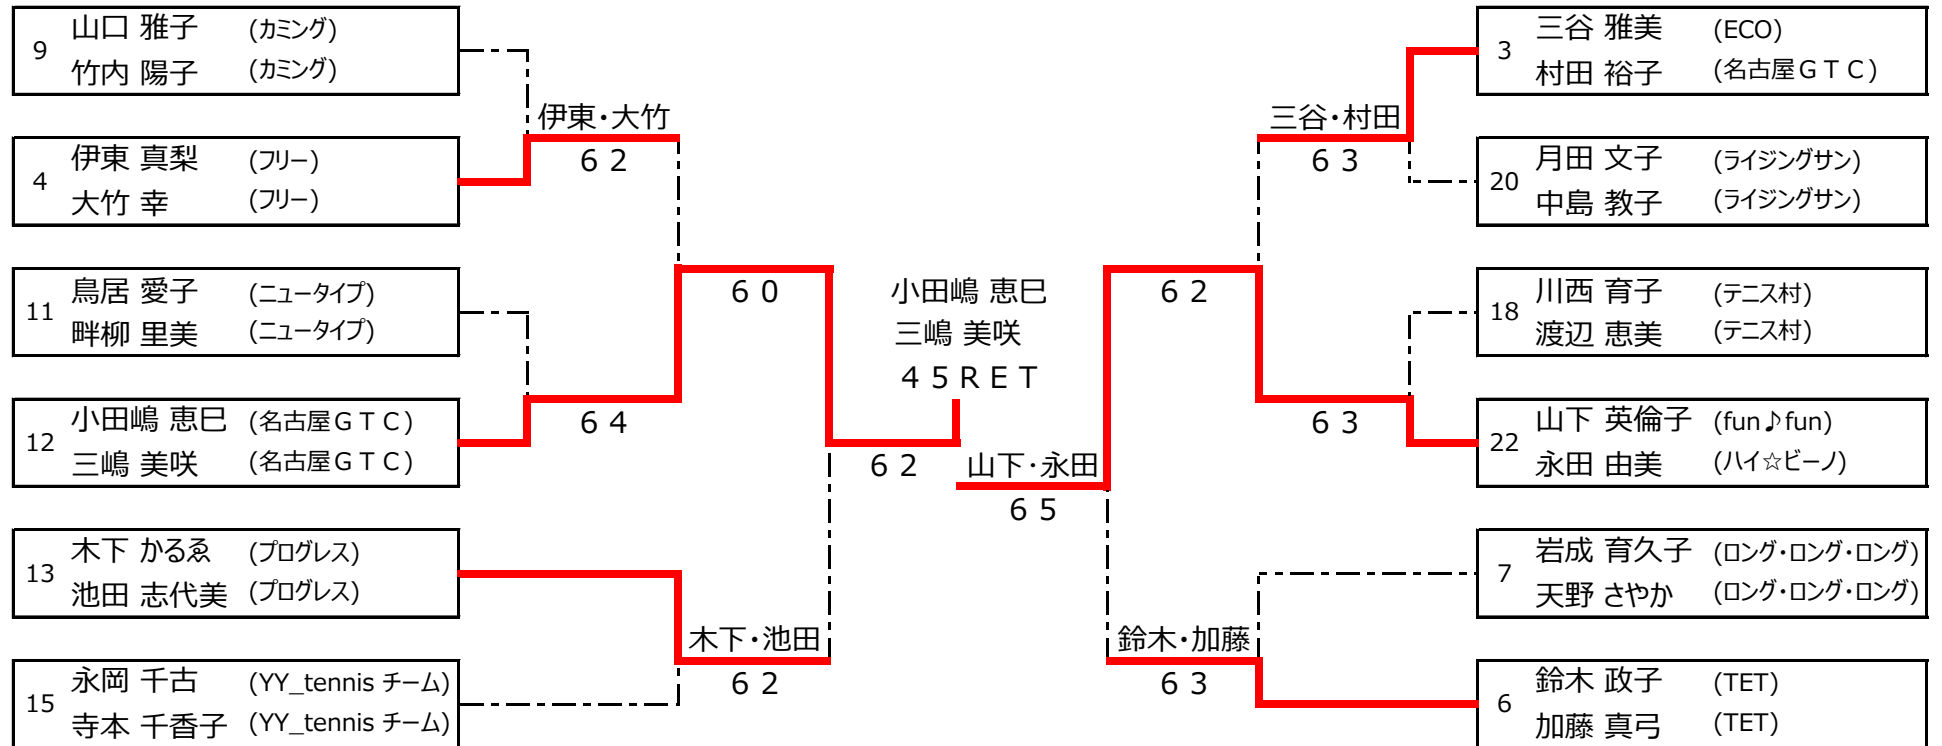 9 山口 雅子 (カミング)
竹内 陽子 (カミング)
伊東・大竹
6 2
4 伊東 真梨 (フリー)
大竹 幸 (フリー)
11 鳥居 愛子 (ニュータイプ)
畔柳 里美 (ニュータイプ)
6 0
12 小田嶋 恵巳 (名古屋ＧＴＣ)
三嶋 美咲 (名古屋ＧＴＣ)
6 4
13 木下 かるゑ (プログレス)
池田 志代美 (プログレス)
木下・池田
6 2
15 永岡 千古 (YY_tennis チーム)
寺本 千香子 (YY_tennis チーム)
小田嶋 恵巳
三嶋 美咲
4 5 R E T
6 2
山下・永田
6 5
3 三谷 雅美 (ECO)
村田 裕子 (名古屋ＧＴＣ)
三谷・村田
6 3
20 月田 文子 (ライジングサン)
中島 教子 (ライジングサン)
6 2
18 川西 育子 (テニス村)
渡辺 恵美 (テニス村)
6 3
22 山下 英倫子 (fun♪fun)
永田 由美 (ハイ☆ビーノ)
7 岩成 育久子 (ロング・ロング・ロング)
天野 さやか (ロング・ロング・ロング)
鈴木・加藤
6 3
6 鈴木 政子 (TET)
加藤 真弓 (TET)